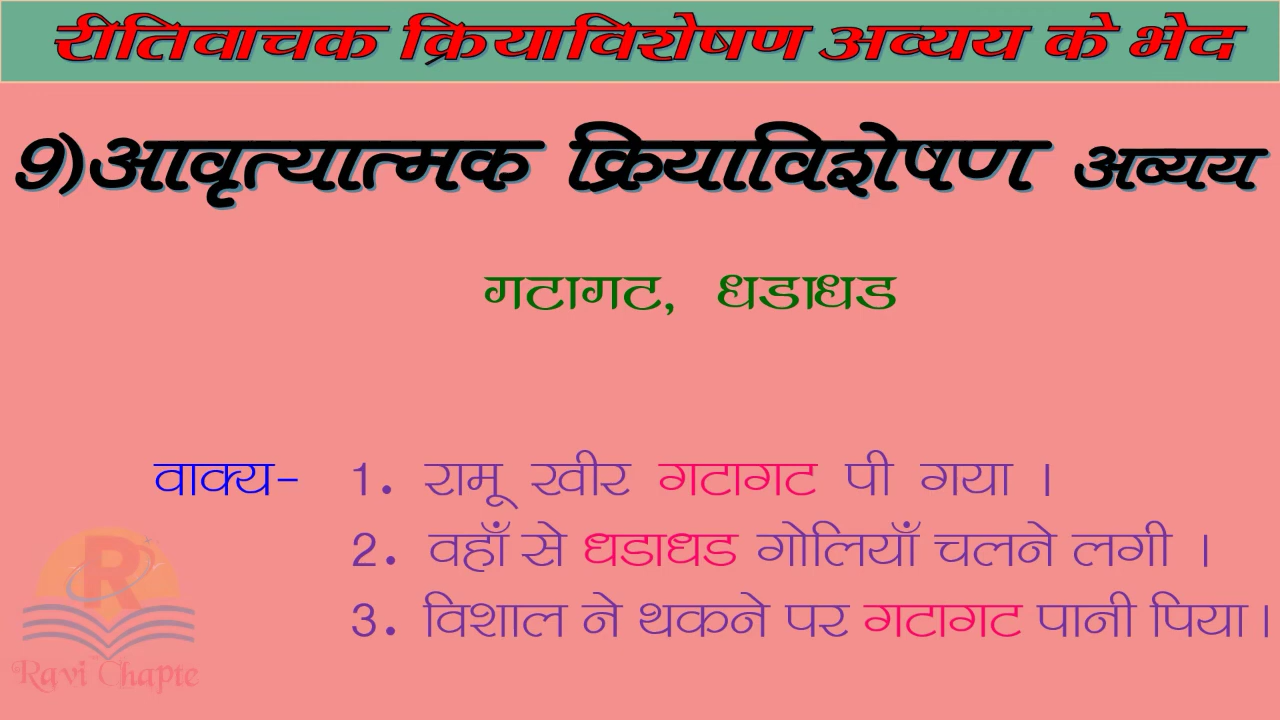 रीतिवाचक क्रियाविशेषण अव्यय के भेद
9)आवृत्यात्मक क्रियाविशेषण अव्यय
गटागट, धडाधड
वाक्य- 1. रामू खीर गटागट पी गया ।
2. वहाँ से धडाधड गोलियाँ चलने लगी ।
3. विशाल ने थकने पर गटागट पानी पिया।
R
Ravi Chapte